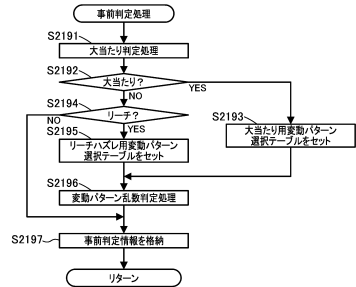 事前判定処理
S2191
大当たり判定処理
S2192
大当たり？
YES
NO
S2194
リーチ？
NO
YES
S2193
大当たり用変動パターン
選択テーブルをセット
S2195
リーチハズレ用変動パターン
選択テーブルをセット
S2196
変動パターン乱数判定処理
S2197
事前判定情報を格納
リターン